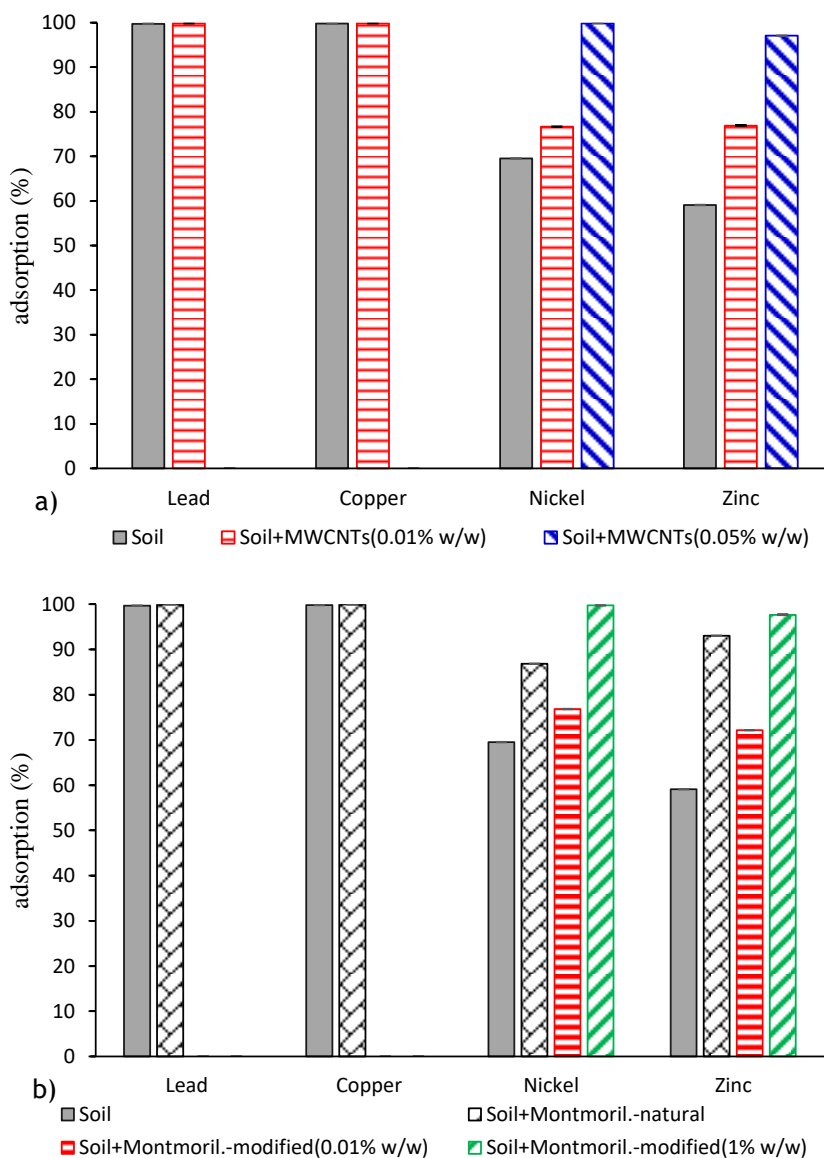 100
90
80
70
60
50
40
30
20
10
0
adsorption (%)
Lead Copper Nickel Zinc
a)
Soil Soil+MWCNTs(0.01% w/w) Soil+MWCNTs(0.05% w/w)
100
90
80
70
60
50
40
30
20
10
0
adsorption (%)
Lead Copper Nickel Zinc
b)
Soil Soil+Montmoril.-natural
Soil+Montmoril.-modified(0.01% w/w) Soil+Montmoril.-modified(1% w/w)